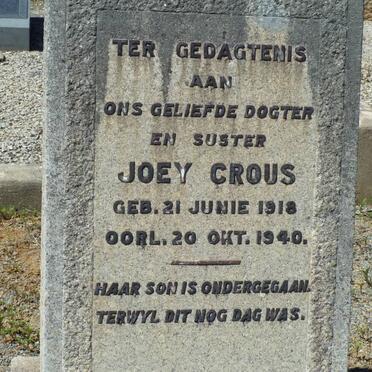 TER GEDAGTENIS
AAN
ONS GELIEFDE DOGTER
EN SUSTER
JOEY CROUS
GEB. 21 JUNIE 1918
OORL. 20 OKT. 1940.
HAAR SON IS ONDERGEGAAN.
TERWYL DIT NOG DAG WAS.